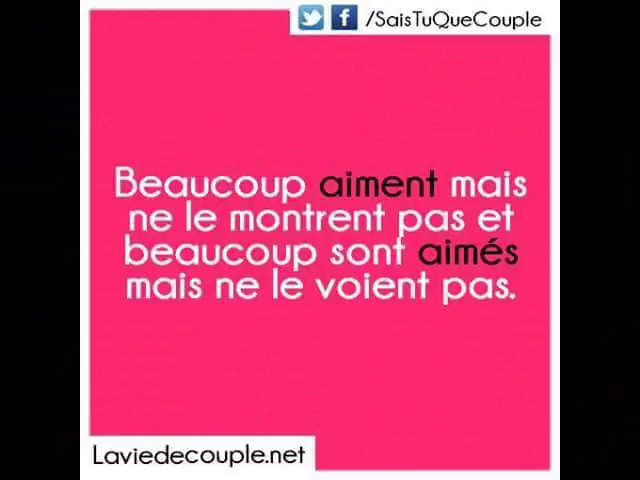 /SaisTuQueCouple
Beaucoup aiment mais
ne le montrent pas et
beaucoup sont aimés
mais ne le voient pas.
Laviedecouple.net